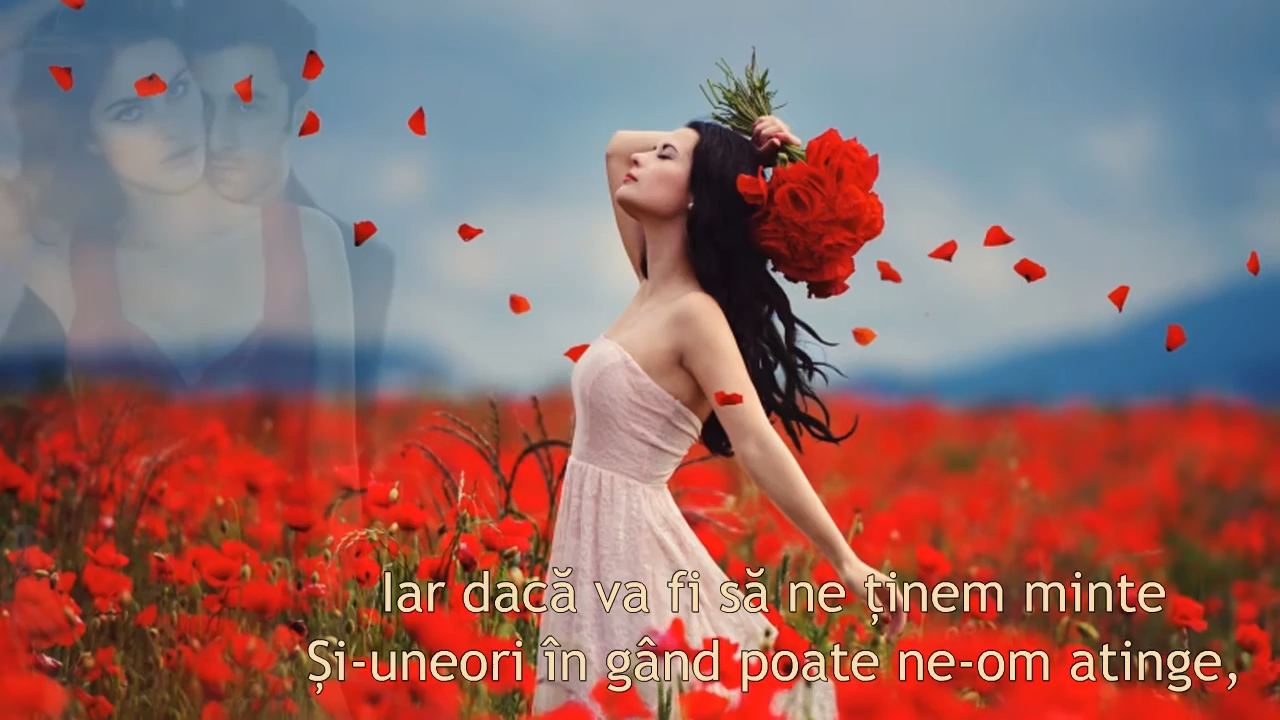 Iar dacă va fi să ne ținem minte
Și-uneori în gând poate ne-om atinge,